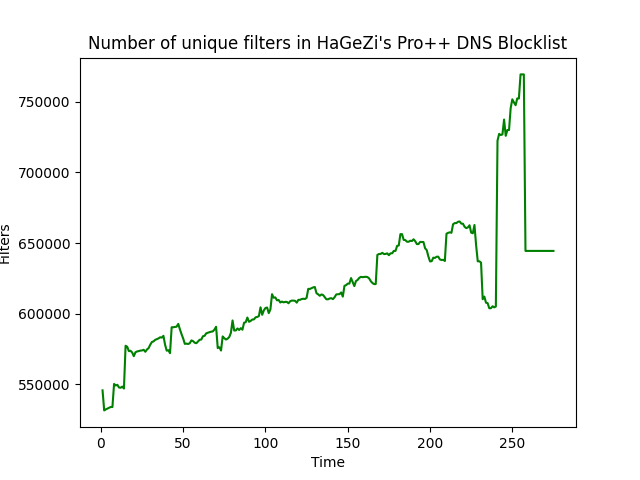 Number of unique filters in HaGeZi's Pro++ DNS Blocklist
Filters
750000
700000
650000
600000
550000
0 50 100 150 200 250
Time